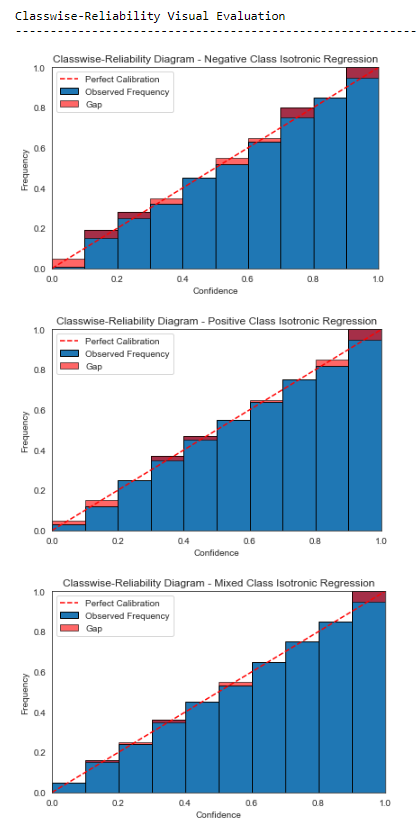 Classwise-Reliability Visual Evaluation
------------------------------------------------------------
Classwise-Reliability Diagram - Negative Class Isotronic Regression
1.0
0.8
0.6
0.4
0.2
0.0
Frequency
Perfect Calibration
Observed Frequency
Gap
0.0 0.2 0.4 0.6 0.8 1.0
Confidence
Classwise-Reliability Diagram - Positive Class Isotronic Regression
1.0
0.8
0.6
0.4
0.2
0.0
Frequency
Perfect Calibration
Observed Frequency
Gap
0.0 0.2 0.4 0.6 0.8 1.0
Confidence
Classwise-Reliability Diagram - Mixed Class Isotronic Regression
1.0
0.8
0.6
0.4
0.2
0.0
Frequency
Perfect Calibration
Observed Frequency
Gap
0.0 0.2 0.4 0.6 0.8 1.0
Confidence